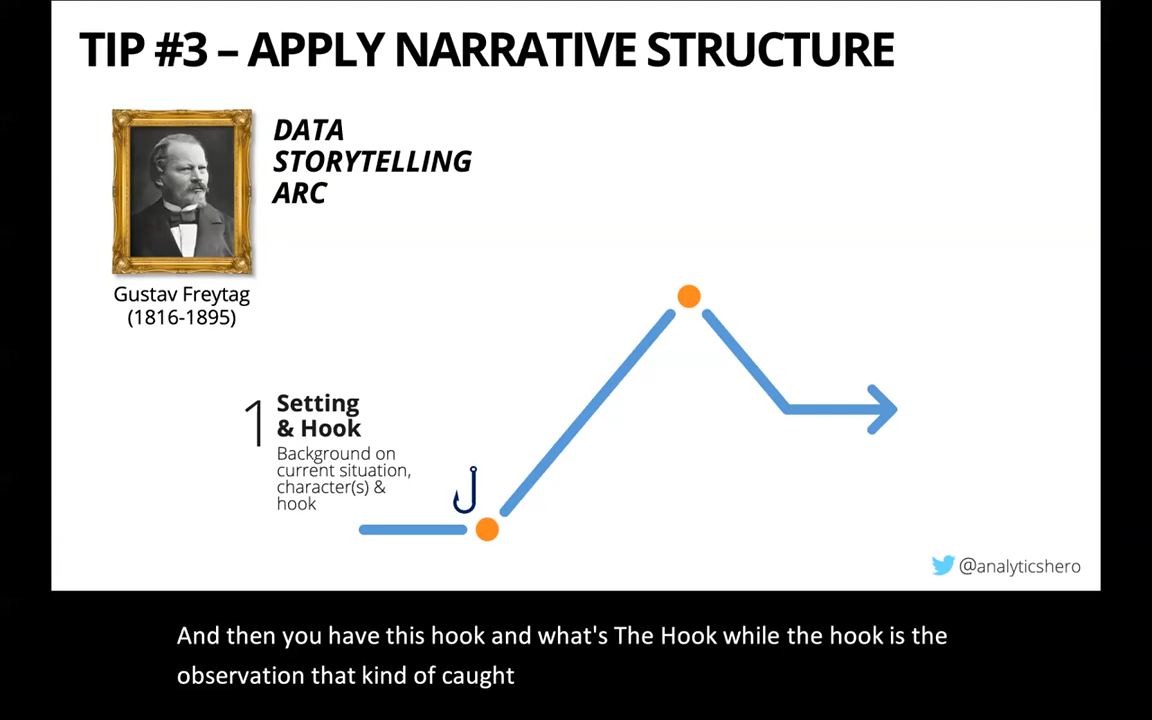 TIP #3 – APPLY NARRATIVE STRUCTURE
DATA
STORYTELLING
ARC
Gustav Freytag
(1816-1895)
1
Setting
& Hook
Background on
current situation,
character(s) &
hook
@analyticshero
And then you have this hook and what's The Hook while the hook is the
observation that kind of caught